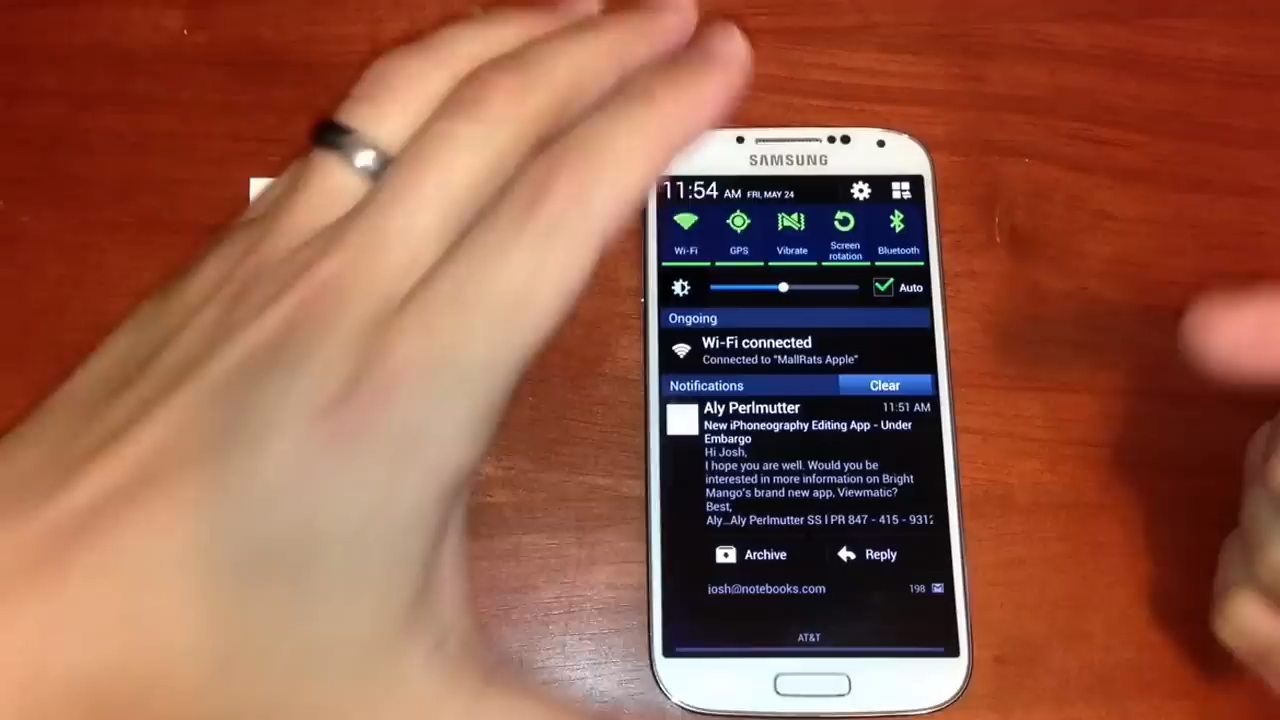 SAMSUNG
11:54 AM FRI, MAY 24
Wi-Fi GPS Vibrate Screen rotation Bluetooth
Auto
Ongoing
Wi-Fi connected
Connected to "MallRats Apple"
Notifications Clear
Aly Perlmutter 11:51 AM
New iPhoneography Editing App - Under
Embargo
Hi Josh,
I hope you are well. Would you be
interested in more information on Bright
Mango's brand new app, Viewmatic?
Best,
Aly...Aly Perlmutter SS I PR 847 - 415 - 9312
Archive Reply
josh@notebooks.com 198
AT&T